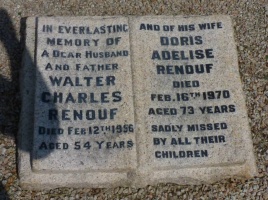 IN EVERLASTING
MEMORY OF
A DEAR HUSBAND
AND FATHER
WALTER
CHARLES
RENOUF
DIED FEB 12TH 1956
AGED 54 YEARS
AND OF HIS WIFE
DORIS
ADELISE
RENOUF
DIED
FEB. 16TH 1970
AGED 73 YEARS
SADLY MISSED
BY ALL THEIR
CHILDREN